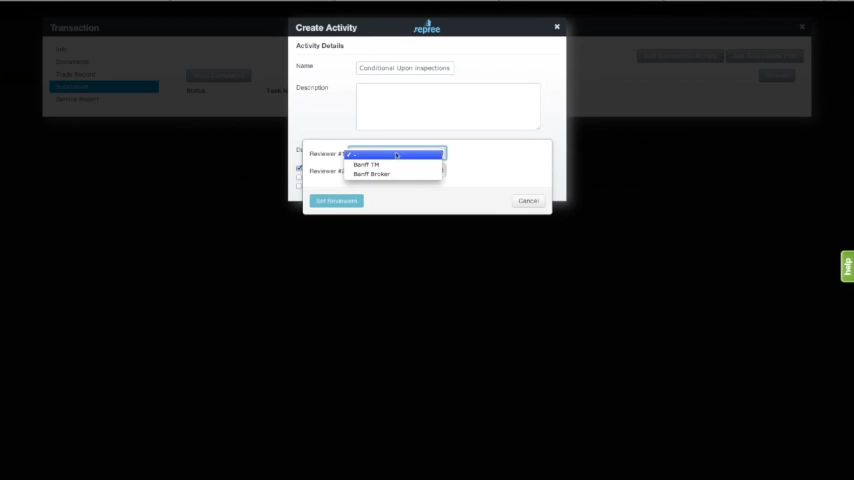 Transaction
Create Activity
repree
Activity Details
Info
Documents
Trade Record
Service Report
Status
Name
Conditional Upon Inspections
Description
Reviewer #1
-
Banff TM
Banff Broker
Reviewer #2
Set Reviewers
Cancel
help